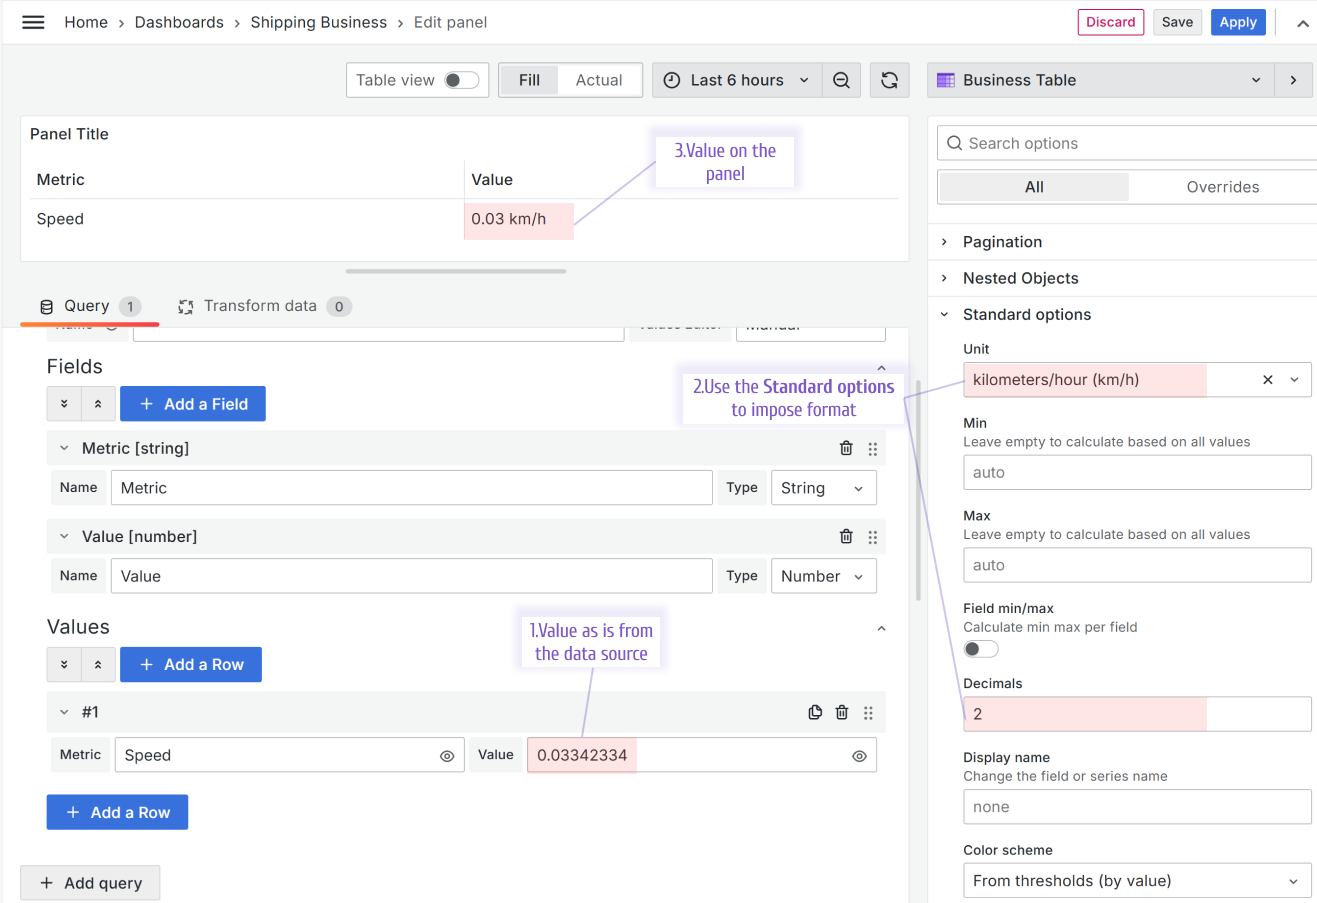 Home › Dashboards › Shipping Business › Edit panel
Discard
Save
Apply
Table view
Fill
Actual
Last 6 hours
Business Table
Panel Title
Metric
Value
Speed
0.03 km/h
3.Value on the
panel
Search options
All
Overrides
Pagination
Nested Objects
Standard options
Unit
kilometers/hour (km/h)
Min
Leave empty to calculate based on all values
auto
Max
Leave empty to calculate based on all values
auto
Field min/max
Calculate min max per field
Decimals
2
Display name
Change the field or series name
none
Color scheme
From thresholds (by value)
Query 1
Transform data 0
2.Use the Standard options
to impose format
Fields
+ Add a Field
Metric [string]
Name
Metric
Type
String
Value [number]
Name
Value
Type
Number
Values
+ Add a Row
1.Value as is from
the data source
#1
Metric
Speed
Value
0.03342334
+ Add a Row
+ Add query